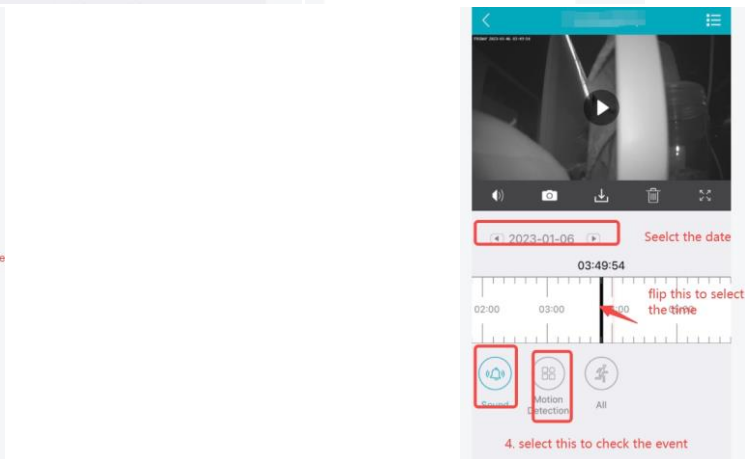 2023-01-06
Seelct the date
e
03:49:54
flip this to select
the time
02:00
03:00
Sound
Motion
Detection
All
4. select this to check the event